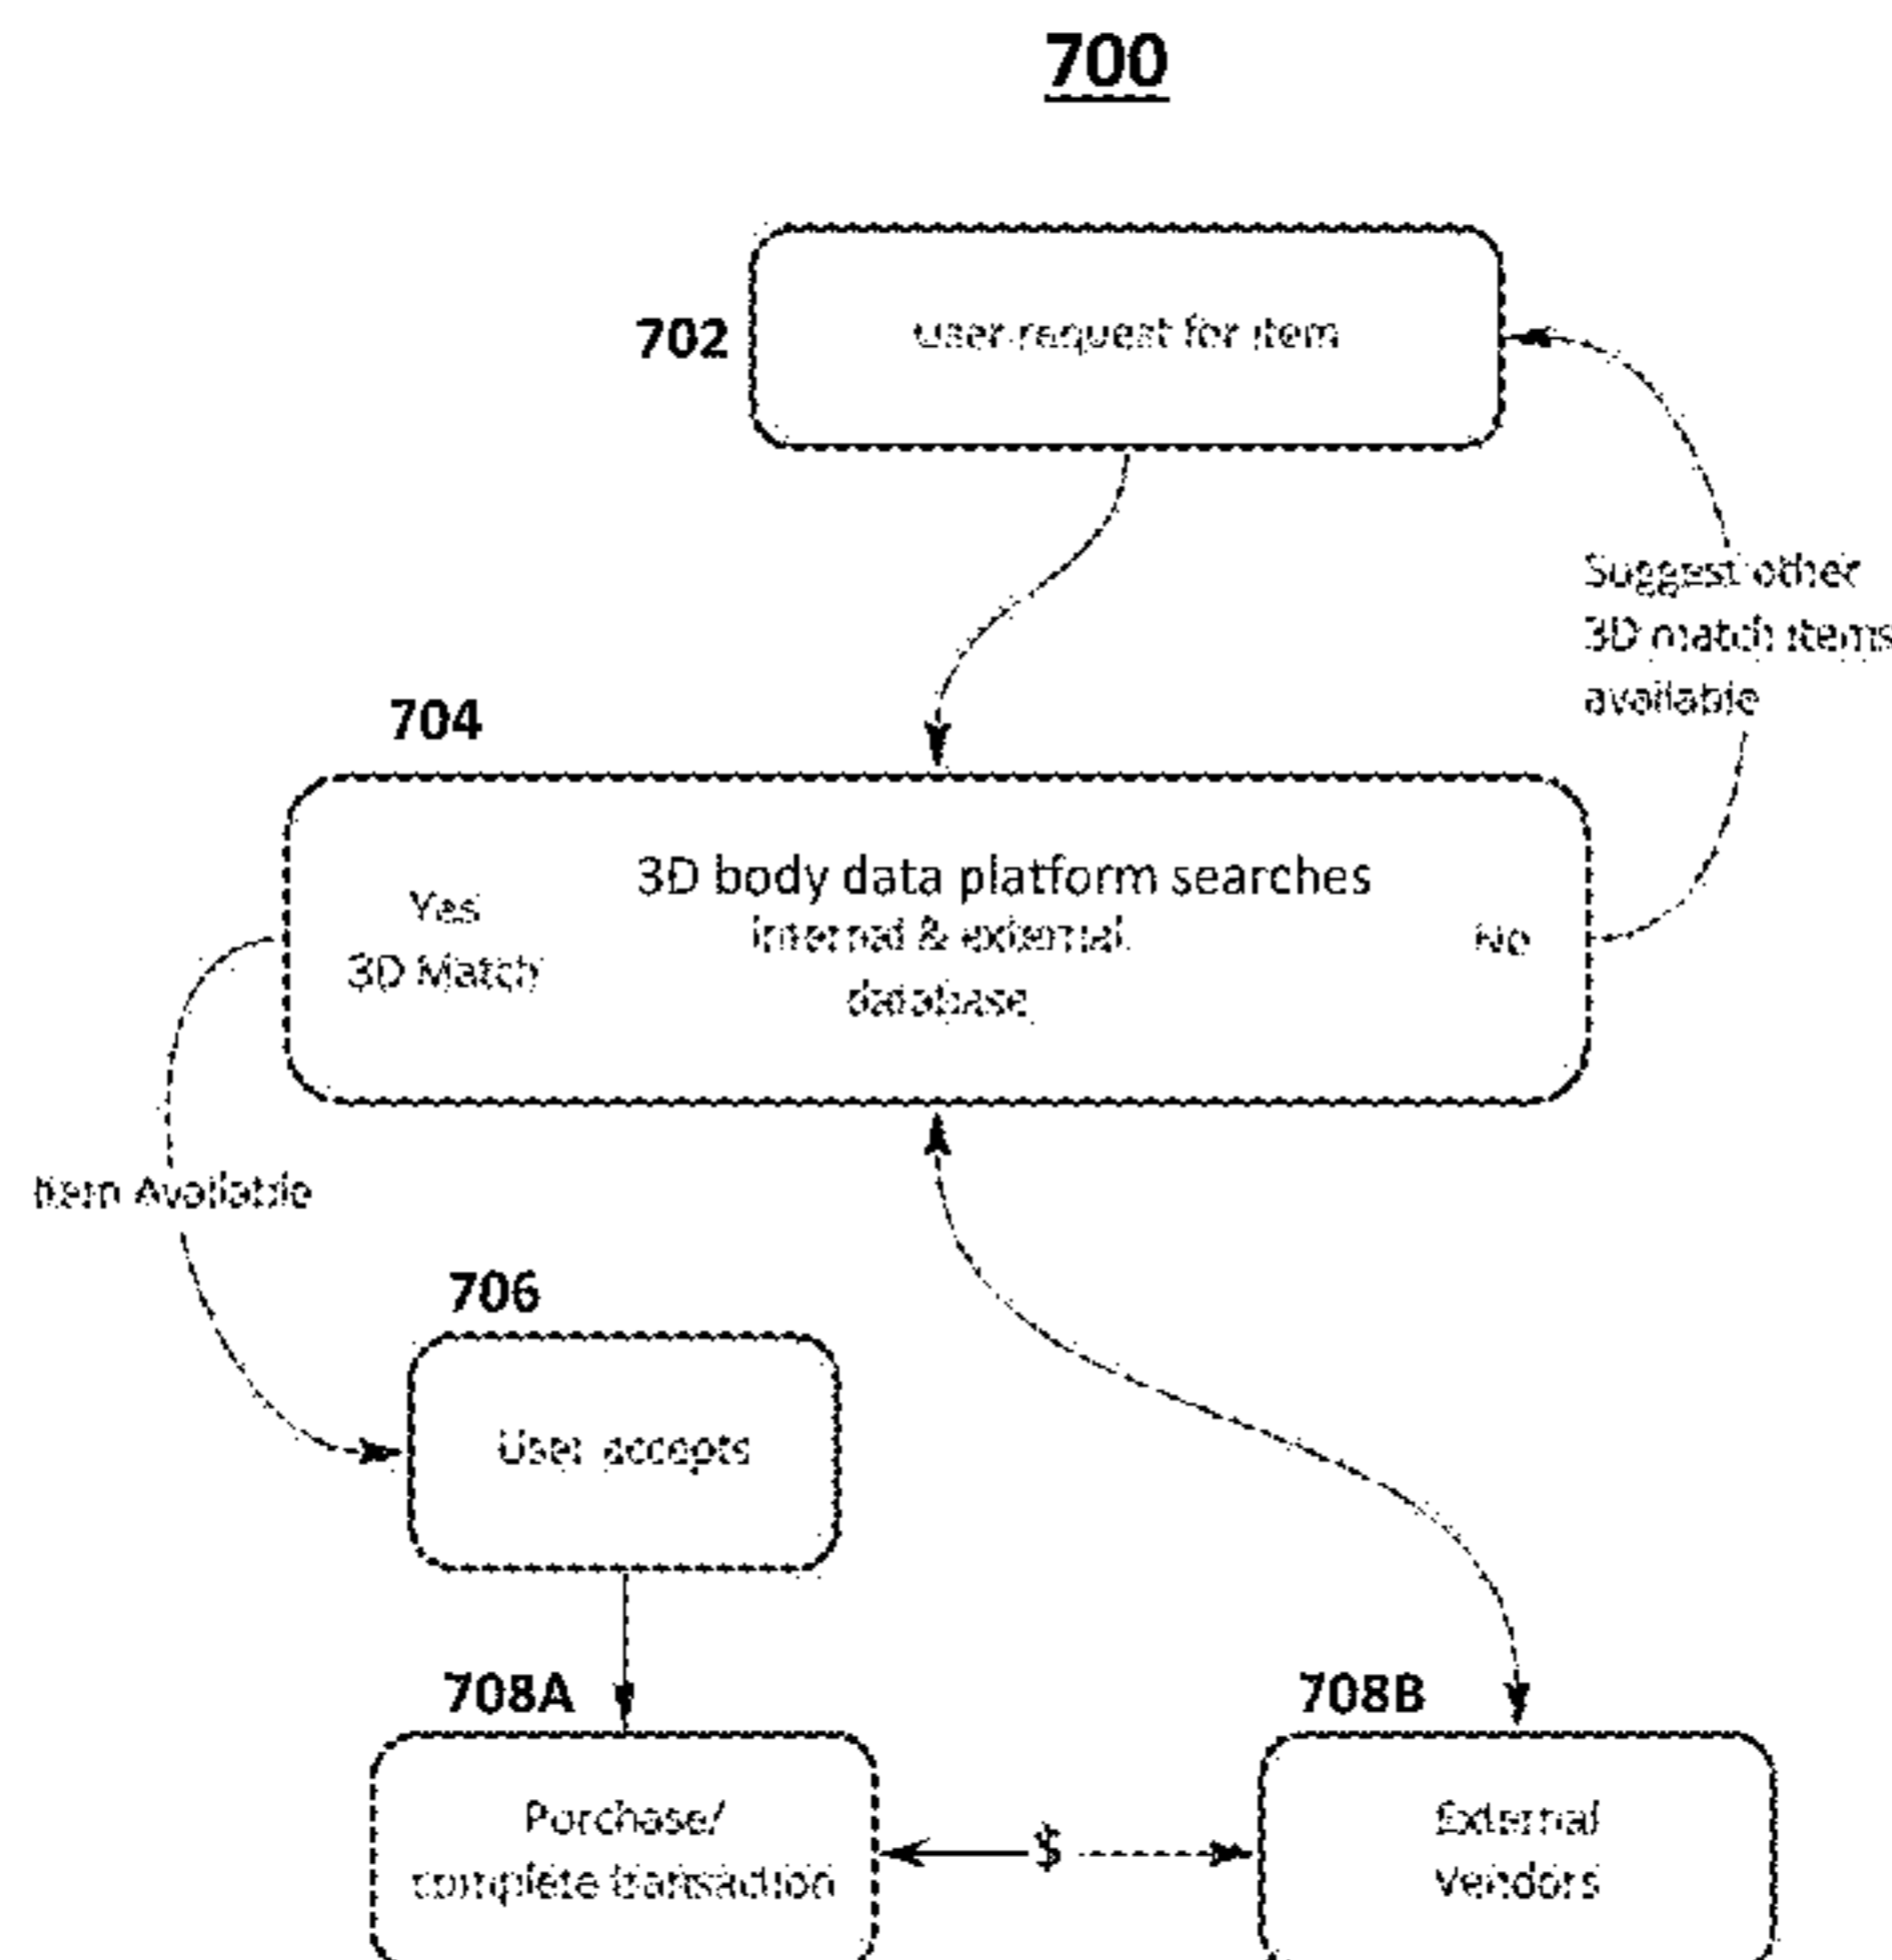 700
702
User request for item
Suggest other
3D match items
available
704
Yes
3D Match
3D body data platform searches
internal & external
database
No
Item Available
706
User accepts
708A
708B
Purchase/
complete transaction
$
External
Vendors